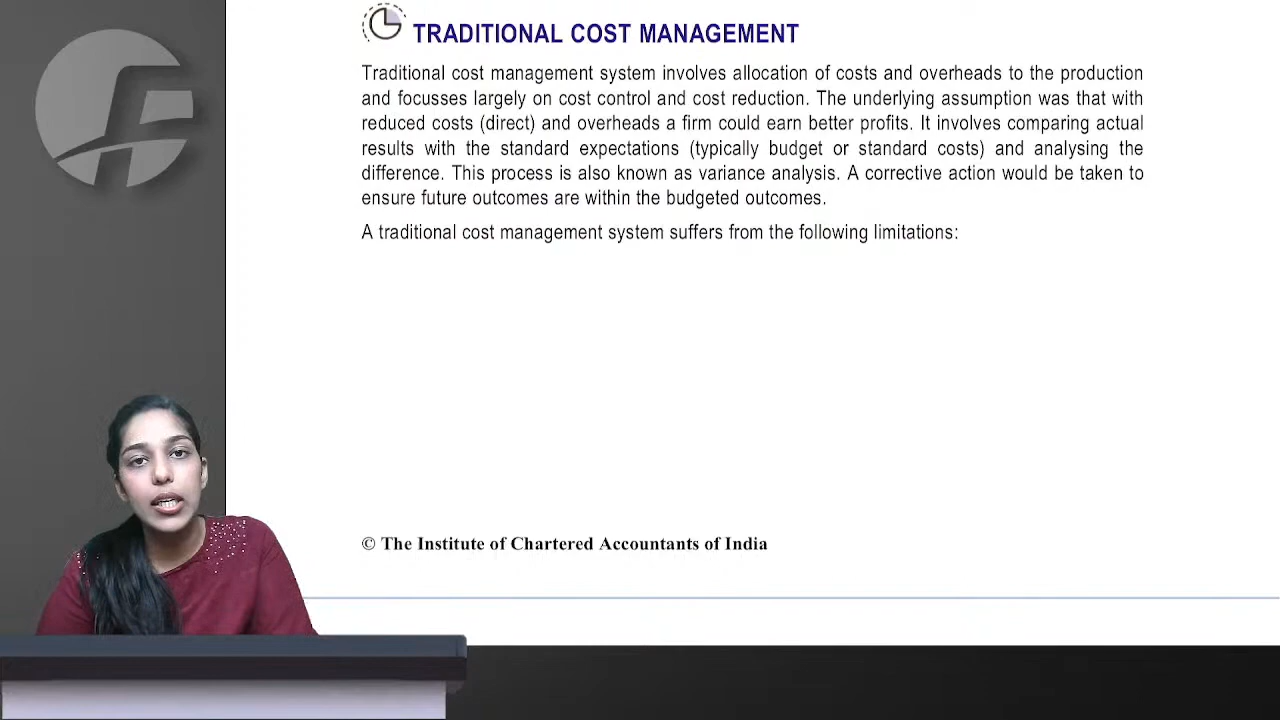 TRADITIONAL COST MANAGEMENT
Traditional cost management system involves allocation of costs and overheads to the production
and focusses largely on cost control and cost reduction. The underlying assumption was that with
reduced costs (direct) and overheads a firm could earn better profits. It involves comparing actual
results with the standard expectations (typically budget or standard costs) and analysing the
difference. This process is also known as variance analysis. A corrective action would be taken to
ensure future outcomes are within the budgeted outcomes.
A traditional cost management system suffers from the following limitations:
© The Institute of Chartered Accountants of India